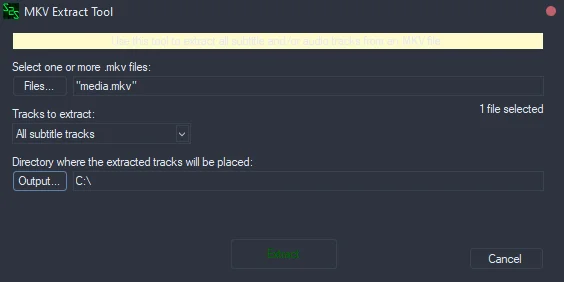 MKV Extract Tool
Use this tool to extract all subtitle and/or audio tracks from an MKV file
Select one or more .mkv files:
Files... "media.mkv"
1 file selected
Tracks to extract:
All subtitle tracks
Directory where the extracted tracks will be placed:
Output... C:\
Cancel